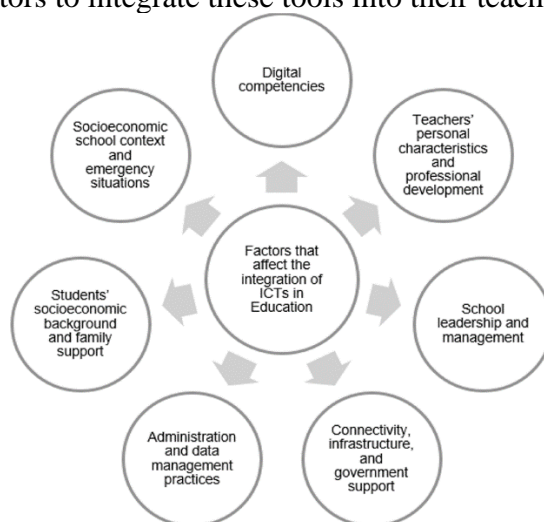 tors to integrate these tools into their teach
Digital
competencies
Teachers'
personal
characteristics
and
professional
development
School
leadership and
management
Connectivity,
infrastructure,
and
government
support
Administration
and data
management
practices
Students'
socioeconomic
background
and family
support
Socioeconomic
school context
and
emergency
situations
Factors that
affect the
integration of
ICTs in
Education